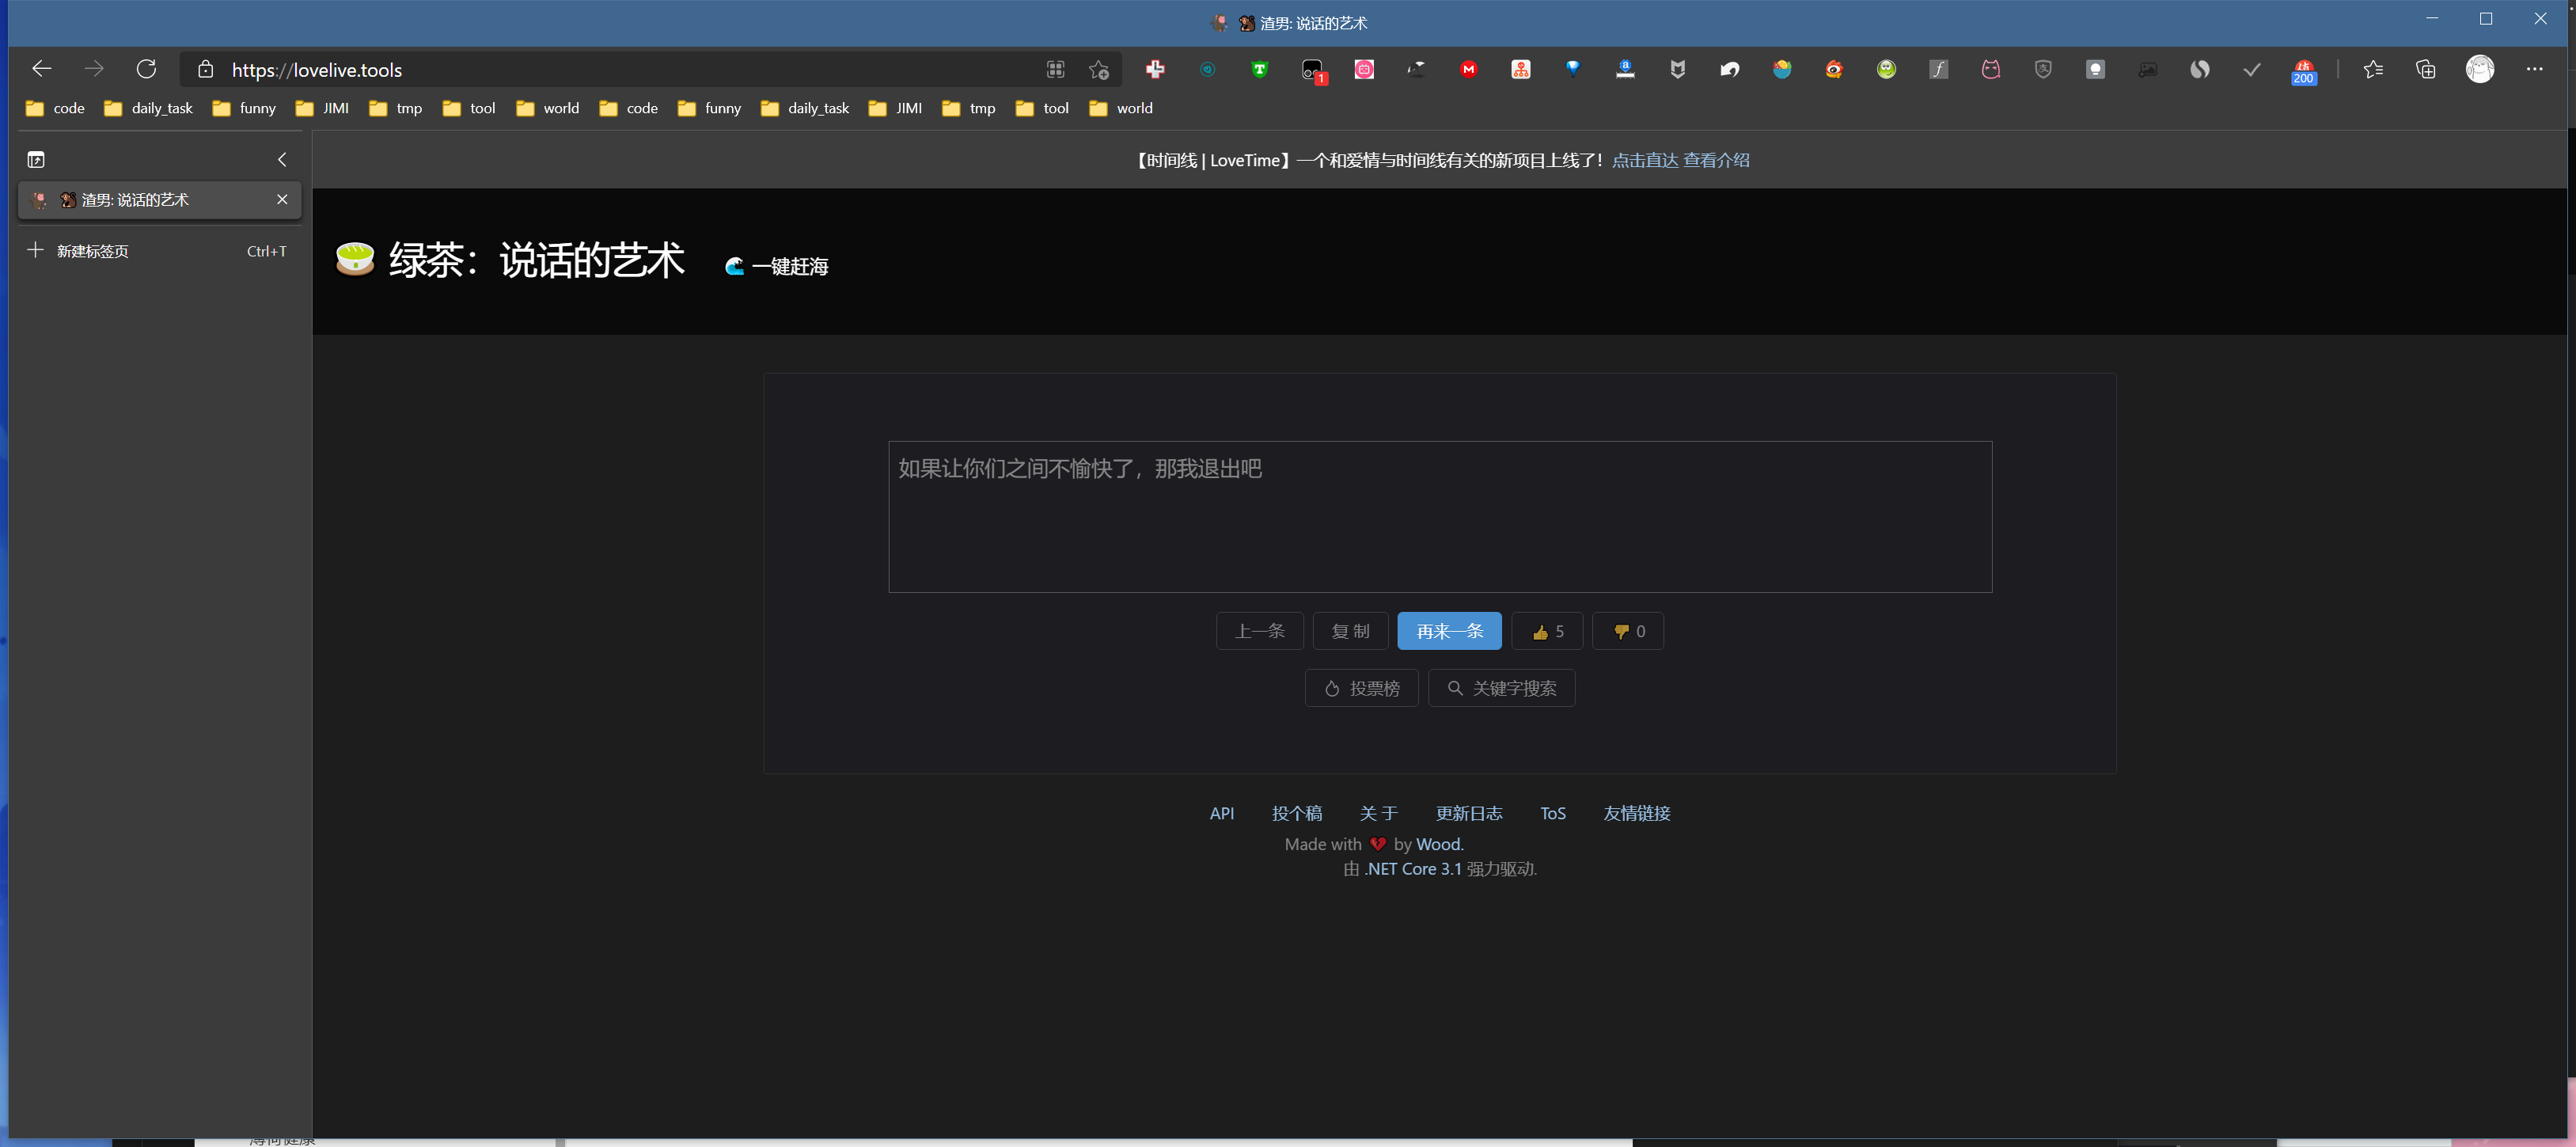 渣男: 说话的艺术
https://lovelive.tools
1
200
code daily_task funny JIMI tmp tool world code funny daily_task JIMI tmp tool world
渣男: 说话的艺术
新建标签页 Ctrl+T
【时间线 | LoveTime】一个和爱情与时间线有关的新项目上线了！点击直达 查看介绍
绿茶：说话的艺术 一键赶海
如果让你们之间不愉快了，那我退出吧
上一条 复 制 再来一条 5 0
投票榜 关键字搜索
API 投个稿 关 于 更新日志 ToS 友情链接
Made with by Wood.
由 .NET Core 3.1 强力驱动.